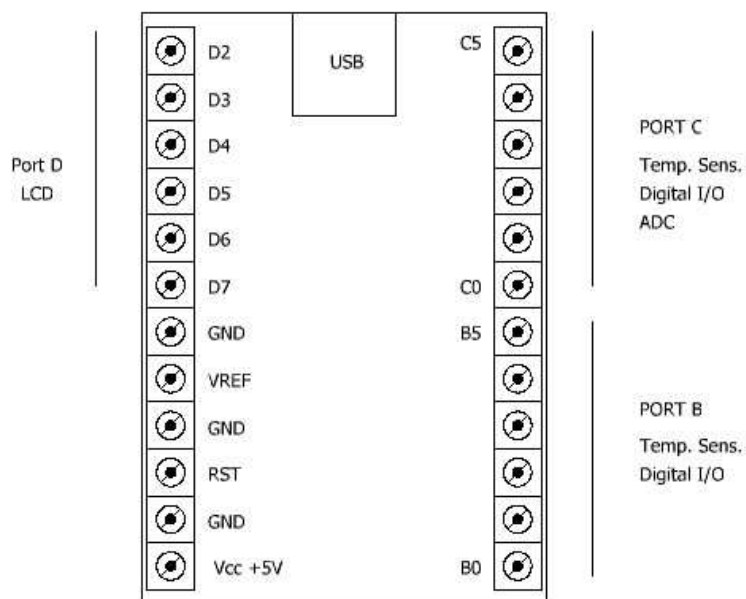 Port D
LCD
D2
D3
D4
D5
D6
D7
GND
VREF
GND
RST
GND
Vcc +5V
USB
C5
C0
B5
B0
PORT C
Temp. Sens.
Digital I/O
ADC
PORT B
Temp. Sens.
Digital I/O